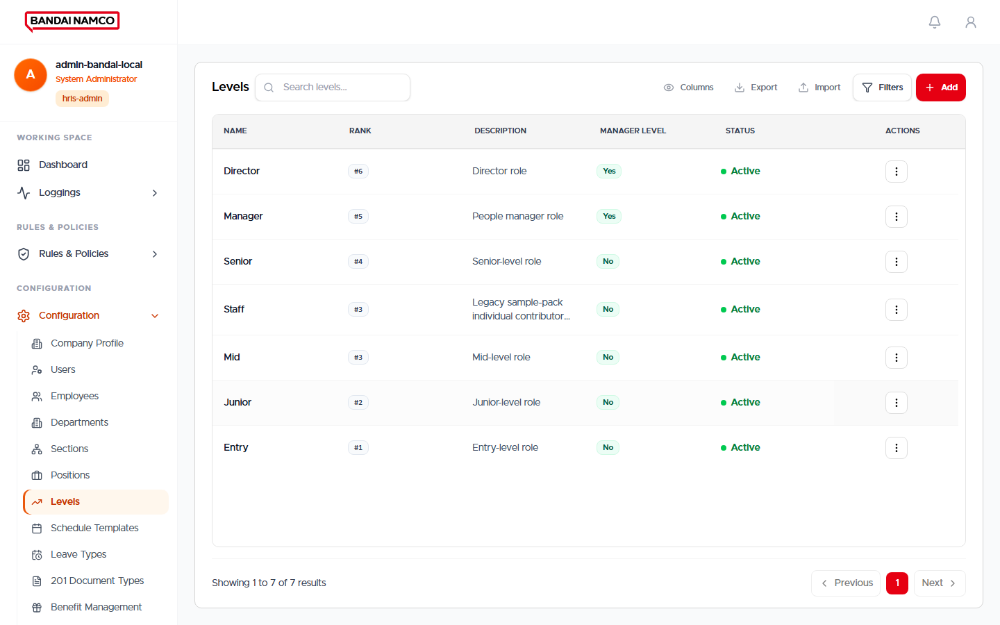 BANDAI NAMCO
A
admin-bandai-local
System Administrator
hris-admin
WORKING SPACE
Dashboard
Loggings
RULES & POLICIES
Rules & Policies
CONFIGURATION
Configuration
Company Profile
Users
Employees
Departments
Sections
Positions
Levels
Schedule Templates
Leave Types
201 Document Types
Benefit Management
Levels
Search levels...
Columns
Export
Import
Filters
Add
NAME RANK DESCRIPTION MANAGER LEVEL STATUS ACTIONS
Director #6 Director role Yes Active
Manager #5 People manager role Yes Active
Senior #4 Senior-level role No Active
Staff #3 Legacy sample-pack
individual contributor... No Active
Mid #3 Mid-level role No Active
Junior #2 Junior-level role No Active
Entry #1 Entry-level role No Active
Showing 1 to 7 of 7 results
Previous 1 Next